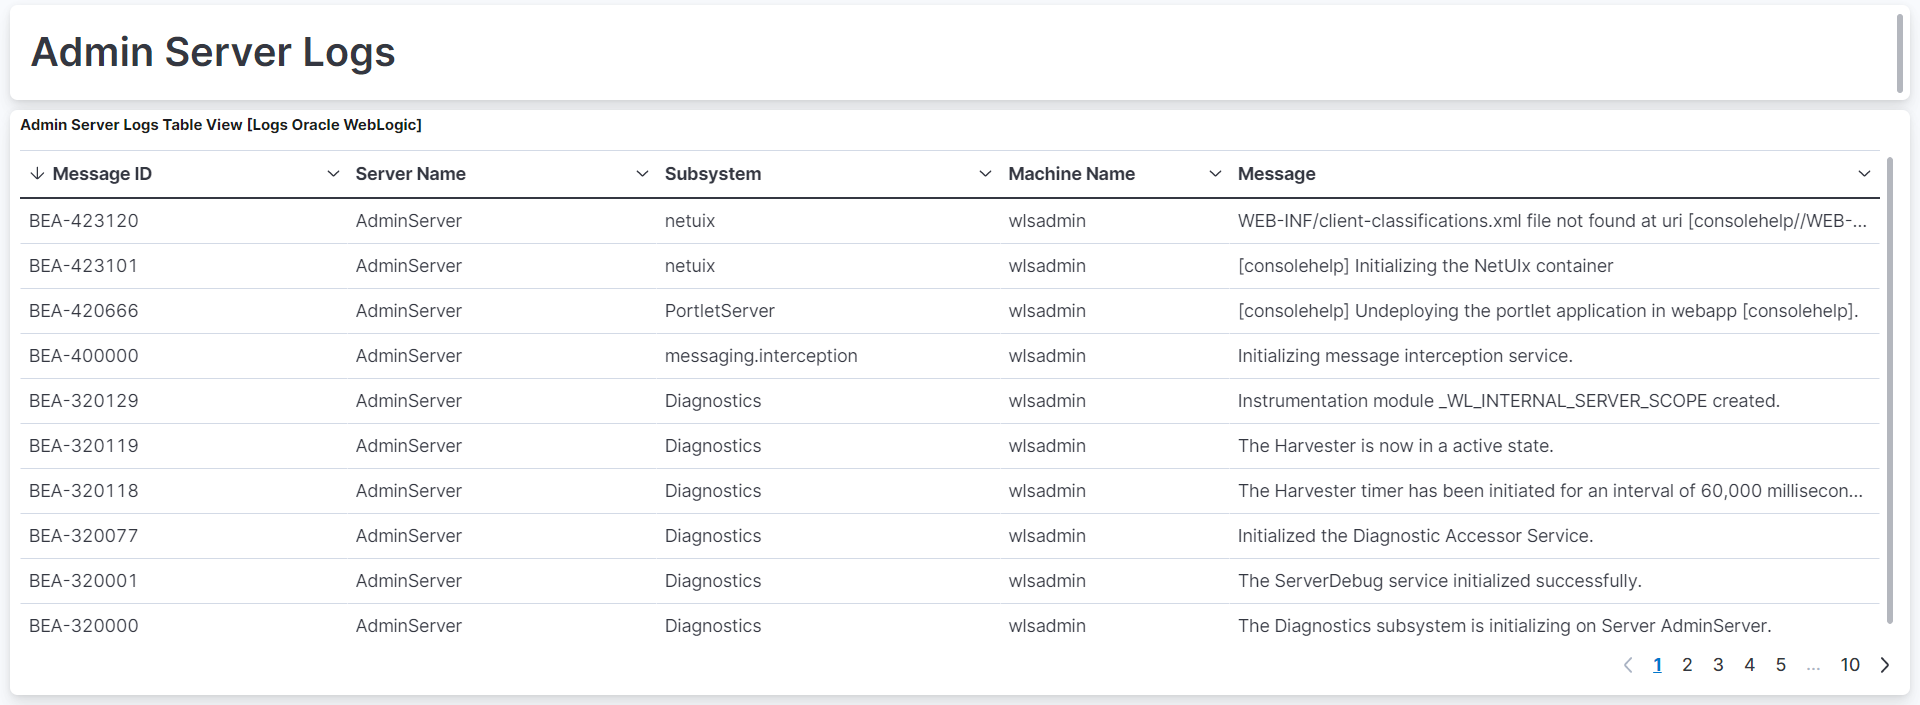 Admin Server Logs
Admin Server Logs Table View [Logs Oracle WebLogic]
Message ID Server Name Subsystem Machine Name Message
BEA-423120 AdminServer netuix wlsadmin WEB-INF/client-classifications.xml file not found at uri [consolehelp//WEB-...
BEA-423101 AdminServer netuix wlsadmin [consolehelp] Initializing the NetUIx container
BEA-420666 AdminServer PortletServer wlsadmin [consolehelp] Undeploying the portlet application in webapp [consolehelp].
BEA-400000 AdminServer messaging.interception wlsadmin Initializing message interception service.
BEA-320129 AdminServer Diagnostics wlsadmin Instrumentation module _WL_INTERNAL_SERVER_SCOPE created.
BEA-320119 AdminServer Diagnostics wlsadmin The Harvester is now in a active state.
BEA-320118 AdminServer Diagnostics wlsadmin The Harvester timer has been initiated for an interval of 60,000 millisecon...
BEA-320077 AdminServer Diagnostics wlsadmin Initialized the Diagnostic Accessor Service.
BEA-320001 AdminServer Diagnostics wlsadmin The ServerDebug service initialized successfully.
BEA-320000 AdminServer Diagnostics wlsadmin The Diagnostics subsystem is initializing on Server AdminServer.
1 2 3 4 5 ... 10